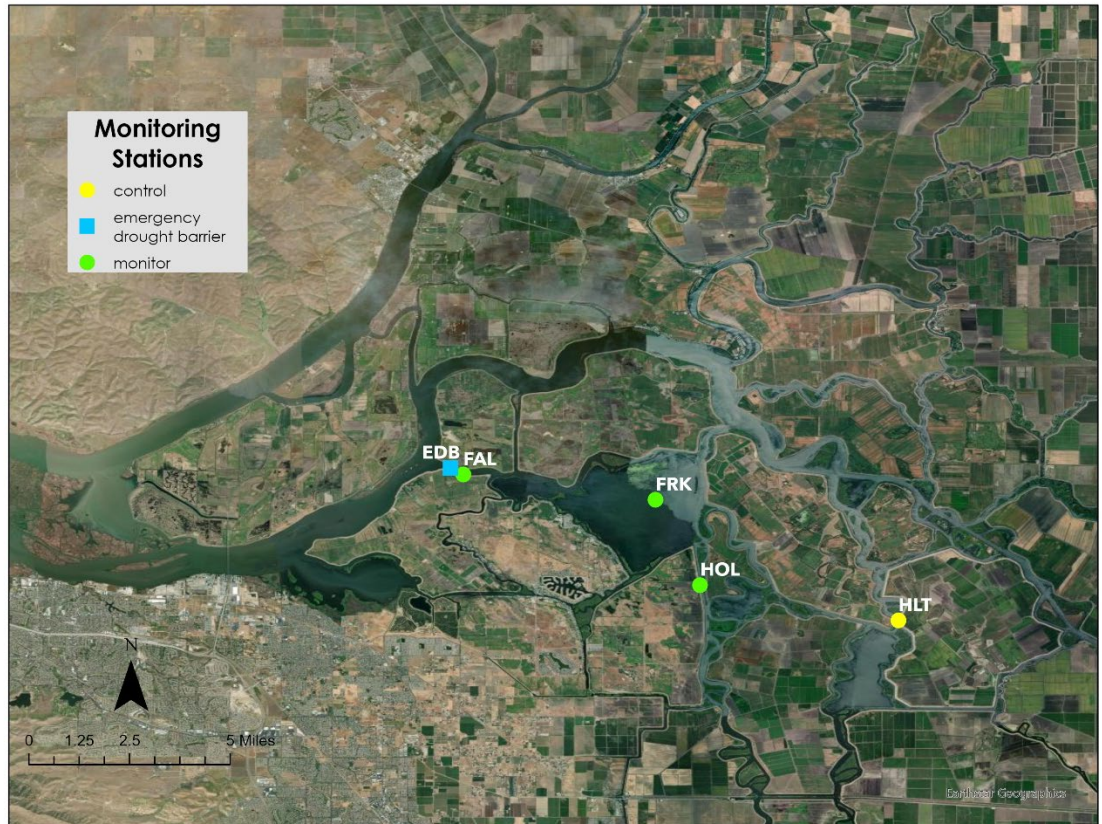 Monitoring
Stations
control
emergency
drought barrier
monitor
EDB
FAL
FRK
HOL
HLT
N
0 1.25 2.5 5 Miles
Earthstar Geographics